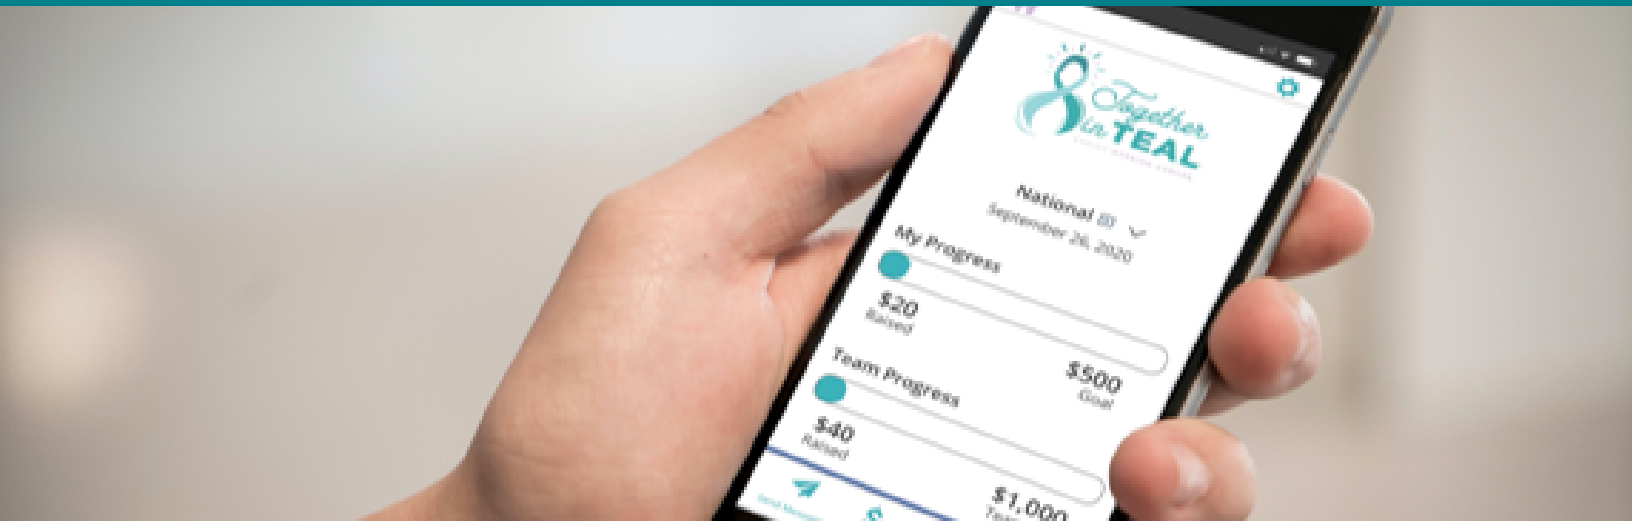 Together
in TEAL
National
September 26, 2020
My Progress
$20
Raised
$500
Goal
Team Progress
$40
Raised
$1,000